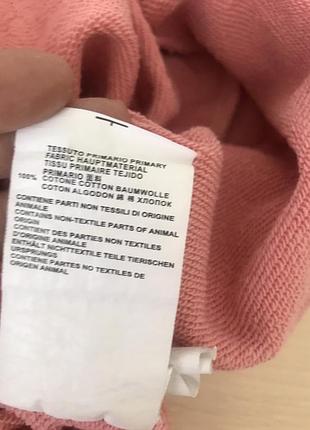 TESSUTO PRIMARIO PRIMARY
FABRIC HAUPTMATERIAL
TISSU PRIMAIRE TEJIDO
PRIMARIO 面料
100% COTONE COTTON BAUMWOLLE
COTON ALGODON 綿 棉 ХЛОПОК
CONTIENE PARTI NON TESSILI DI ORIGINE
ANIMALE
CONTAINS NON-TEXTILE PARTS OF ANIMAL
ORIGIN
CONTIENT DES PARTIES NON TEXTILES
D'ORIGINE ANIMALE
ENTHÄLT NICHTTEXTILE TEILE TIERISCHEN
URSPRUNGS
CONTIENE PARTES NO TEXTILES DE
ORIGEN ANIMAL